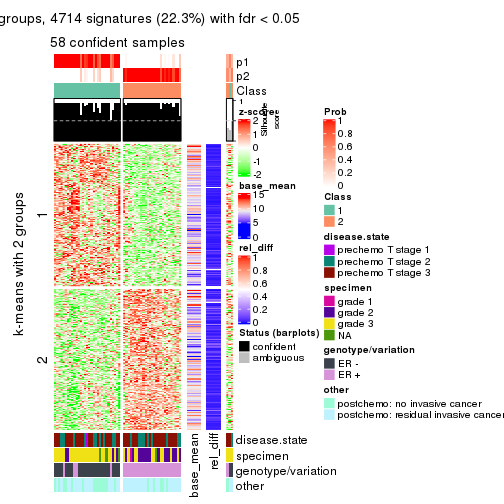 groups, 4714 signatures (22.3%) with fdr < 0.05
58 confident samples
p1
p2
Class
1
Silhouette
score
k-means with 2 groups
1
2
z-score
2
1
0
-1
-2
base_mean
15
10
5
0
rel_diff
1
0.8
0.6
0.4
0.2
0
Status (barplots)
confident
ambiguous
Prob
1
0.8
0.6
0.4
0.2
0
Class
1
2
disease.state
prechemo T stage 1
prechemo T stage 2
prechemo T stage 3
specimen
grade 1
grade 2
grade 3
NA
genotype/variation
ER -
ER +
other
postchemo: no invasive cancer
postchemo: residual invasive cancer
base_mean
rel_diff
disease.state
specimen
genotype/variation
other